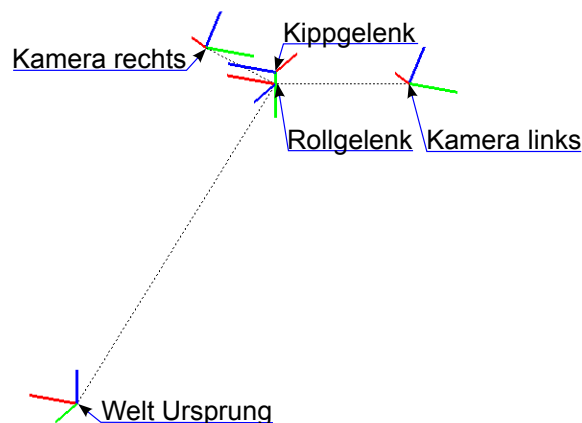 Kippgelenk
Kamera rechts
Rollgelenk
Kamera links
Welt Ursprung